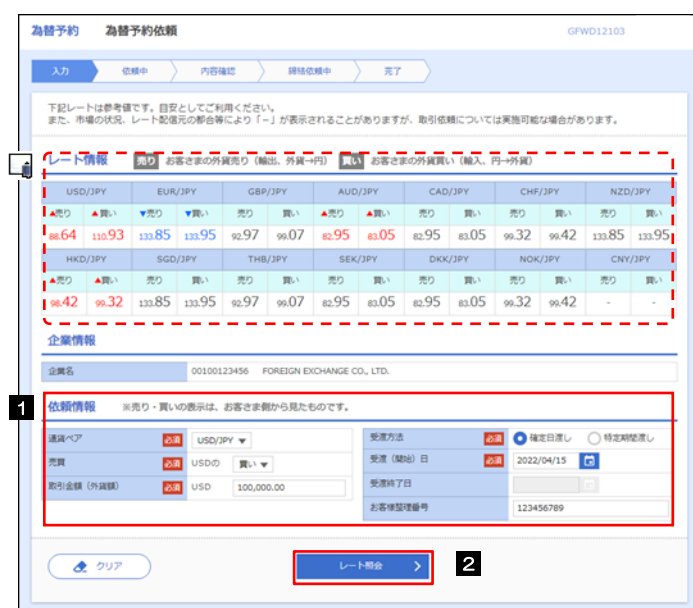 為替予約 為替予約依頼 GFWD12103
入力 依頼中 内容確認 締結依頼中 完了
下記レートは参考値です。目安としてご利用ください。
また、市場の状況、レート配信元の都合等により「－」が表示されることがありますが、取引依頼については実施可能な場合があります。
レート情報 売り お客さまの外貨売り（輸出、外貨→円） 買い お客さまの外貨買い（輸入、円→外貨）
USD/JPY EUR/JPY GBP/JPY AUD/JPY CAD/JPY CHF/JPY NZD/JPY
▲売り ▲買い ▼売り ▼買い 売り 買い ▲売り ▲買い 売り 買い 売り 買い 売り 買い
88.64 110.93 133.85 133.95 92.97 99.07 82.95 83.05 82.95 83.05 99.32 99.42 133.85 133.95
HKD/JPY SGD/JPY THB/JPY SEK/JPY DKK/JPY NOK/JPY CNY/JPY
▲売り ▲買い 売り 買い 売り 買い 売り 買い 売り 買い 売り 買い 売り 買い
98.42 99.32 133.85 133.95 92.97 99.07 82.95 83.05 82.95 83.05 99.32 99.42 - -
企業情報
企業名 00100123456 FOREIGN EXCHANGE CO., LTD.
1 依頼情報 ※売り・買いの表示は、お客さま側から見たものです。
通貨ペア 必須 USD/JPY
売買 必須 USDの 買い
取引金額（外貨額） 必須 USD 100,000.00
受渡方法 必須 確定日渡し 特定期間渡し
受渡（開始）日 必須 2022/04/15
受渡終了日
お客様整理番号 123456789
クリア レート照会 2